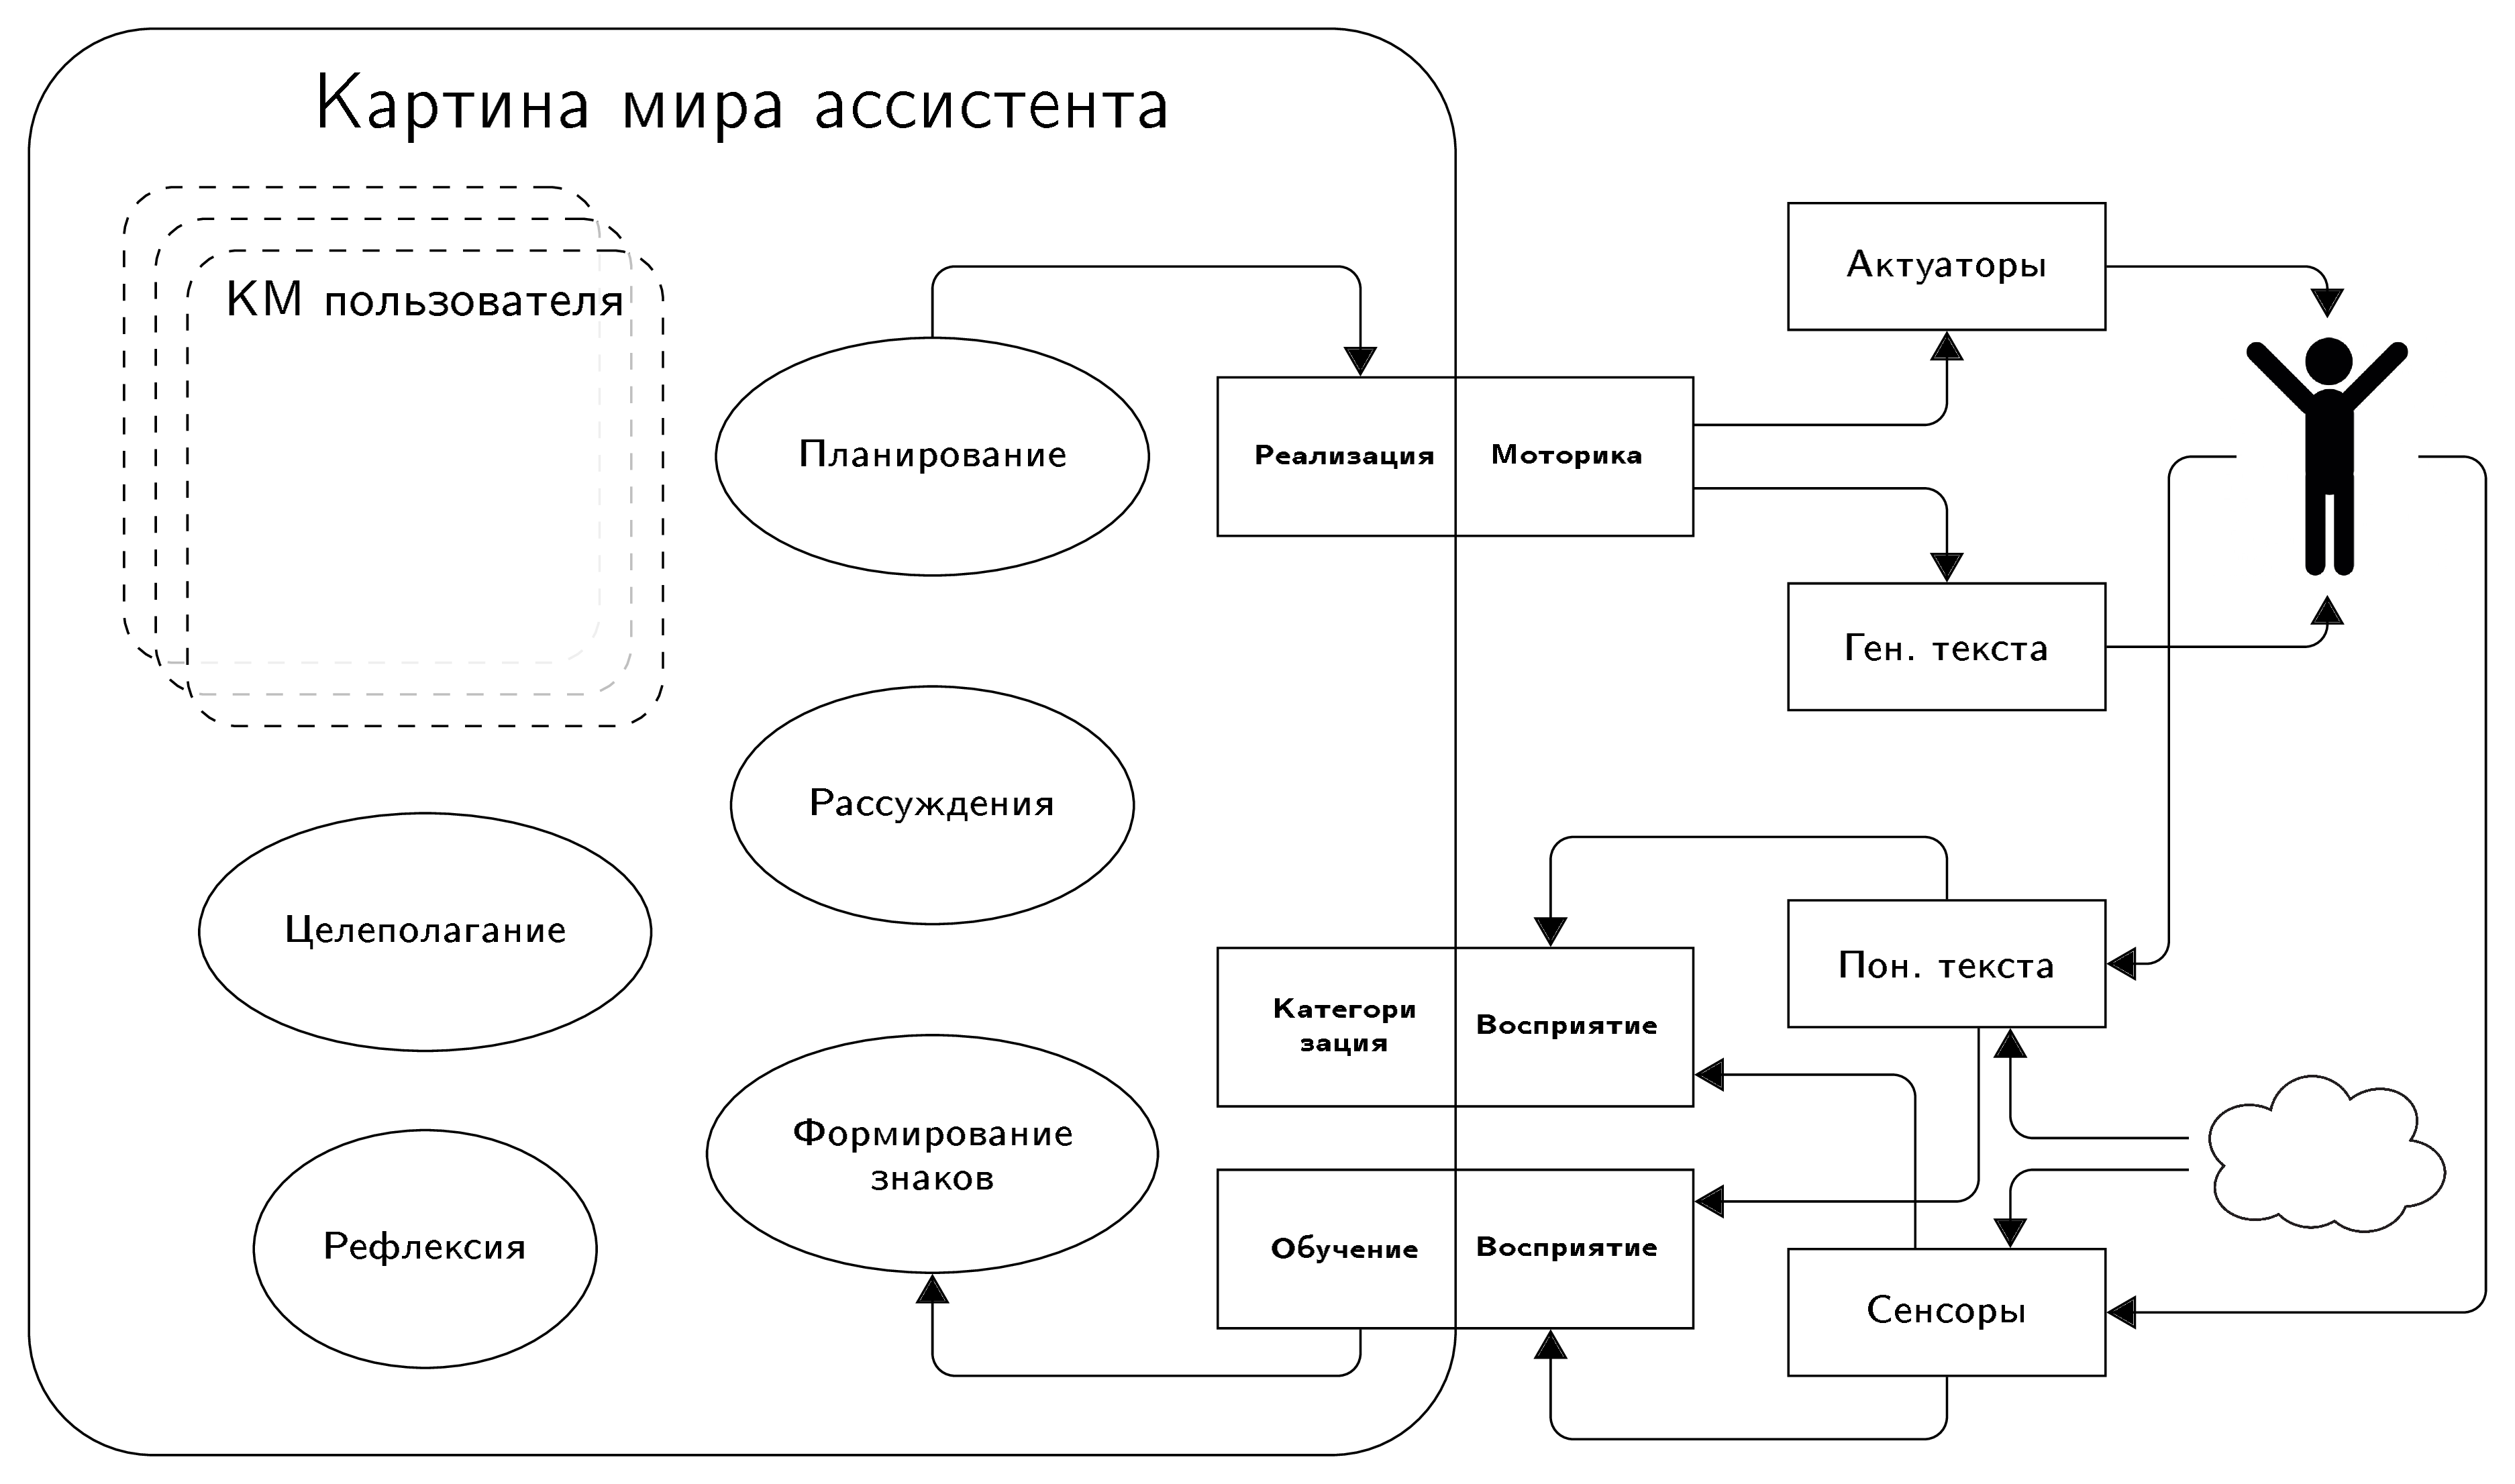 Картина мира ассистента
КМ пользователя
Актуаторы
Планирование
Реализация
Моторика
Ген. текста
Рассуждения
Целеполагание
Пон. текста
Категори
зация
Восприятие
Формирование
знаков
Рефлексия
Обучение
Восприятие
Сенсоры